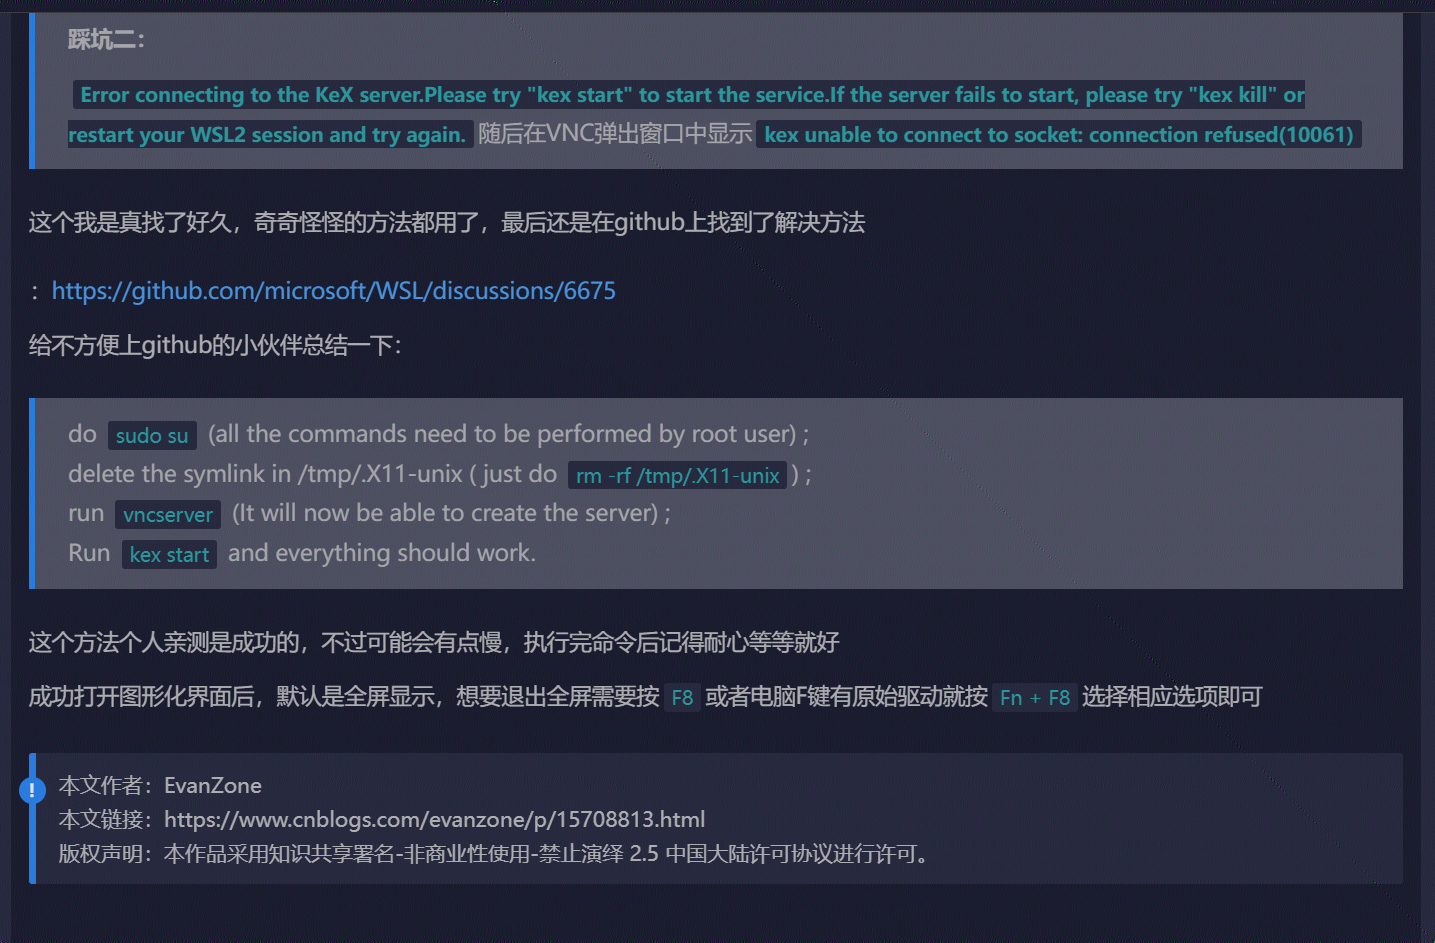 踩坑二：
Error connecting to the KeX server.Please try "kex start" to start the service.If the server fails to start, please try "kex kill" or
restart your WSL2 session and try again. 随后在VNC弹出窗口中显示 kex unable to connect to socket: connection refused(10061)
这个我是真找了好久，奇奇怪怪的方法都用了，最后还是在github上找到了解决方法
：https://github.com/microsoft/WSL/discussions/6675
给不方便上github的小伙伴总结一下：
do sudo su (all the commands need to be performed by root user) ;
delete the symlink in /tmp/.X11-unix ( just do rm -rf /tmp/.X11-unix ) ;
run vncserver (It will now be able to create the server) ;
Run kex start and everything should work.
这个方法个人亲测是成功的，不过可能会有点慢，执行完命令后记得耐心等等就好
成功打开图形化界面后，默认是全屏显示，想要退出全屏需要按 F8 或者电脑F键有原始驱动就按 Fn + F8 选择相应选项即可
!
本文作者：EvanZone
本文链接：https://www.cnblogs.com/evanzone/p/15708813.html
版权声明：本作品采用知识共享署名-非商业性使用-禁止演绎 2.5 中国大陆许可协议进行许可。